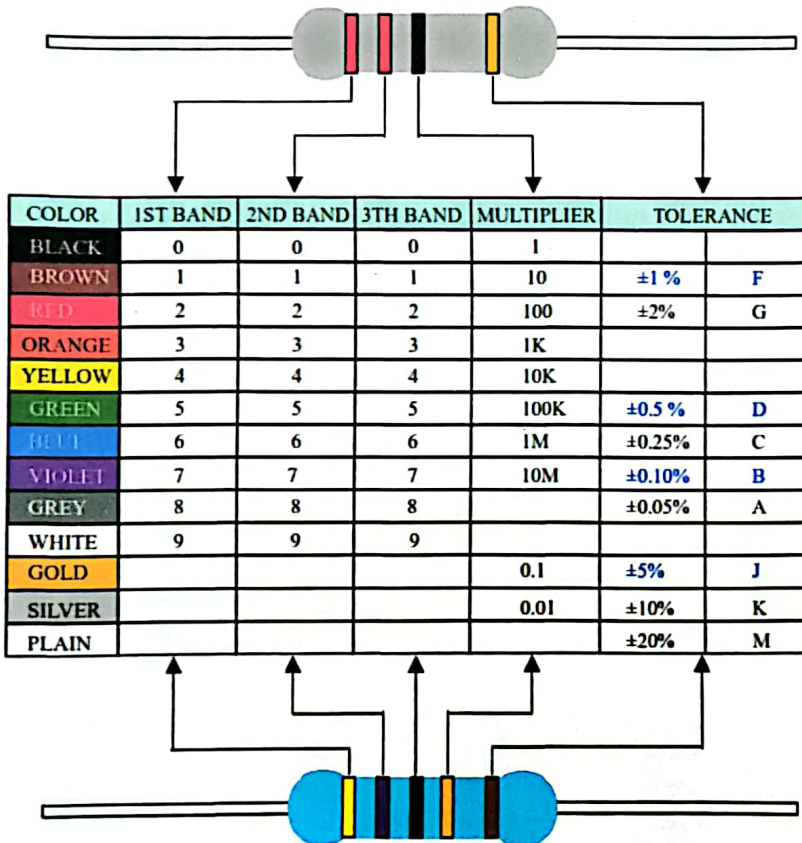 COLOR 1ST BAND 2ND BAND 3TH BAND MULTIPLIER TOLERANCE
BLACK 0 0 0 1
BROWN 1 1 1 10 ±1 % F
RED 2 2 2 100 ±2% G
ORANGE 3 3 3 1K
YELLOW 4 4 4 10K
GREEN 5 5 5 100K ±0.5 % D
BLUE 6 6 6 1M ±0.25% C
VIOLET 7 7 7 10M ±0.10% B
GREY 8 8 8 ±0.05% A
WHITE 9 9 9
GOLD 0.1 ±5% J
SILVER 0.01 ±10% K
PLAIN ±20% M